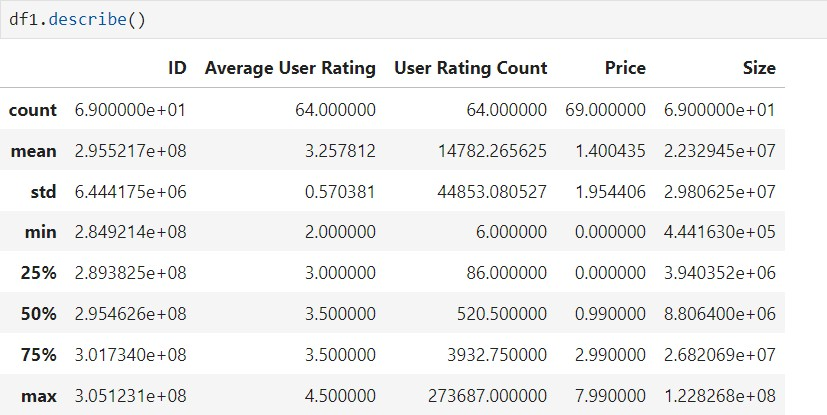 df1.describe()
ID Average User Rating User Rating Count Price Size
count 6.900000e+01 64.000000 64.000000 69.000000 6.900000e+01
mean 2.955217e+08 3.257812 14782.265625 1.400435 2.232945e+07
std 6.444175e+06 0.570381 44853.080527 1.954406 2.980625e+07
min 2.849214e+08 2.000000 6.000000 0.000000 4.441630e+05
25% 2.893825e+08 3.000000 86.000000 0.000000 3.940352e+06
50% 2.954626e+08 3.500000 520.500000 0.990000 8.806400e+06
75% 3.017340e+08 3.500000 3932.750000 2.990000 2.682069e+07
max 3.051231e+08 4.500000 273687.000000 7.990000 1.228268e+08